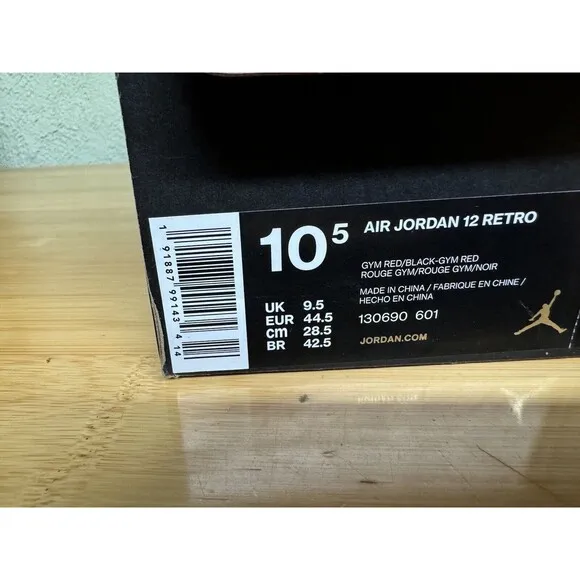 10 5 AIR JORDAN 12 RETRO
GYM RED/BLACK-GYM RED
ROUGE GYM/ROUGE GYM/NOIR
MADE IN CHINA / FABRIQUE EN CHINE /
HECHO EN CHINA
UK 9.5
EUR 44.5
cm 28.5
BR 42.5
130690 601
JORDAN.COM
1 91887 99143 4 14